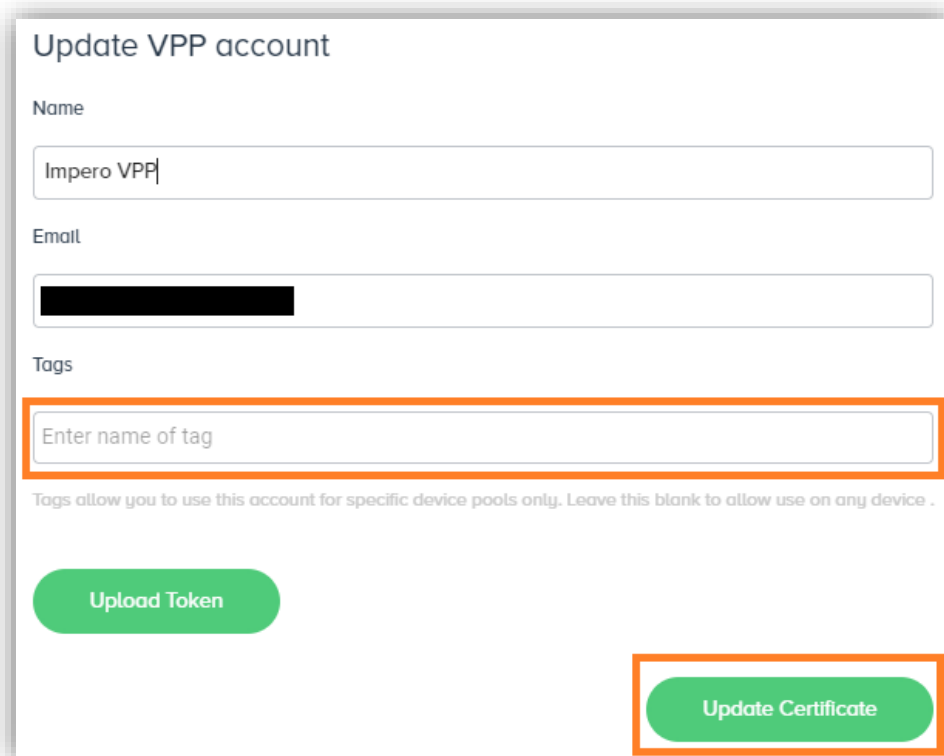 Update VPP account
Name
Impero VPP
Email
Tags
Enter name of tag
Tags allow you to use this account for specific device pools only. Leave this blank to allow use on any device .
Upload Token
Update Certificate